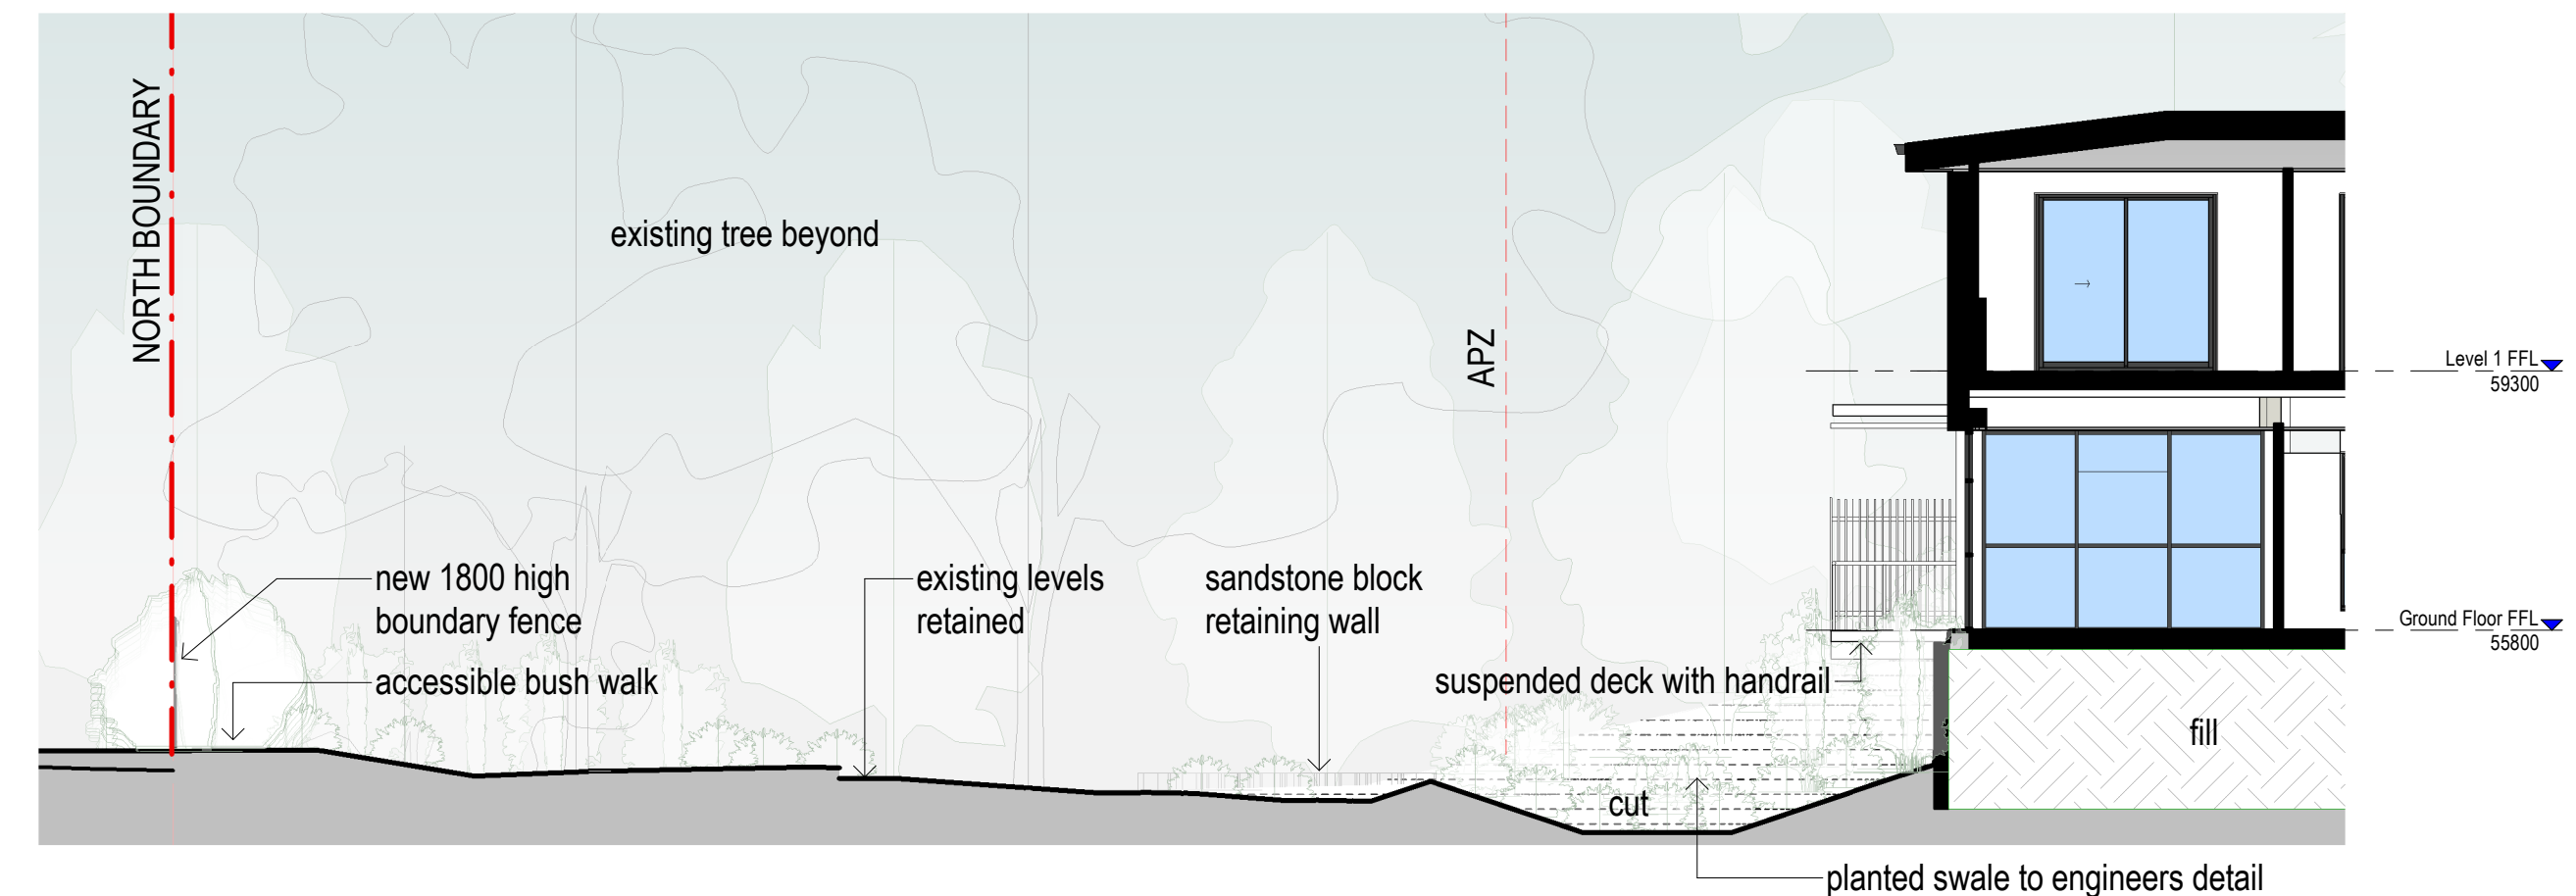 NORTH BOUNDARY
existing tree beyond
APZ
Level 1 FFL
59300
new 1800 high
boundary fence
existing levels
retained
sandstone block
retaining wall
Ground Floor FFL
55800
accessible bush walk
suspended deck with handrail
fill
cut
planted swale to engineers detail